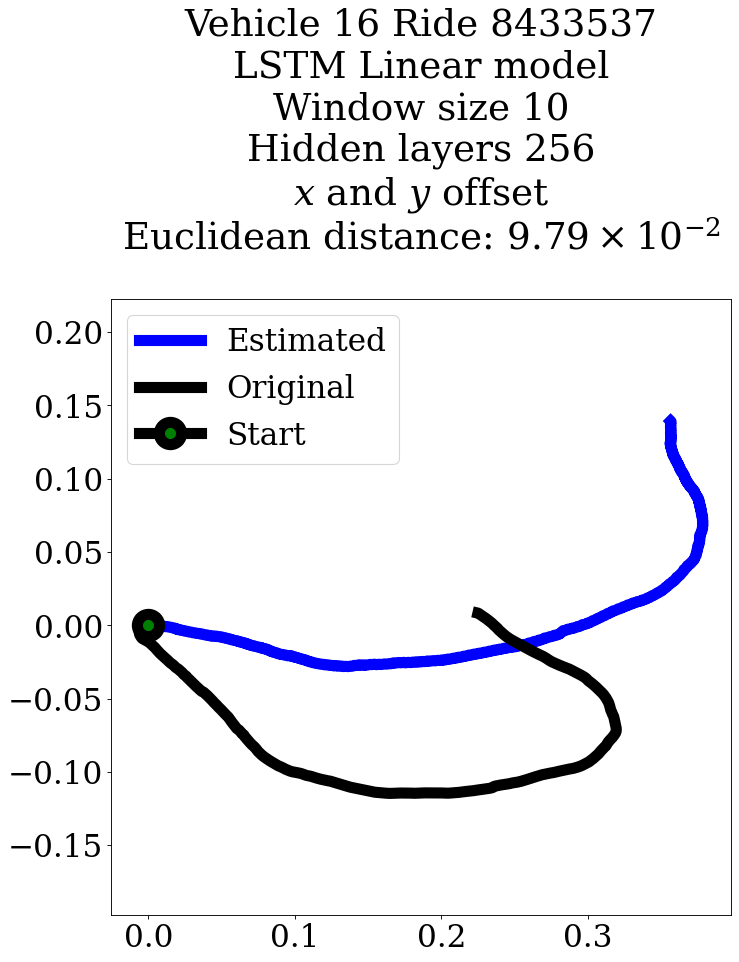 Vehicle 16 Ride 8433537
LSTM Linear model
Window size 10
Hidden layers 256
x and y offset
Euclidean distance: 9.79 × 10⁻²
Estimated
Original
Start
0.20
0.15
0.10
0.05
0.00
−0.05
−0.10
−0.15
0.0 0.1 0.2 0.3